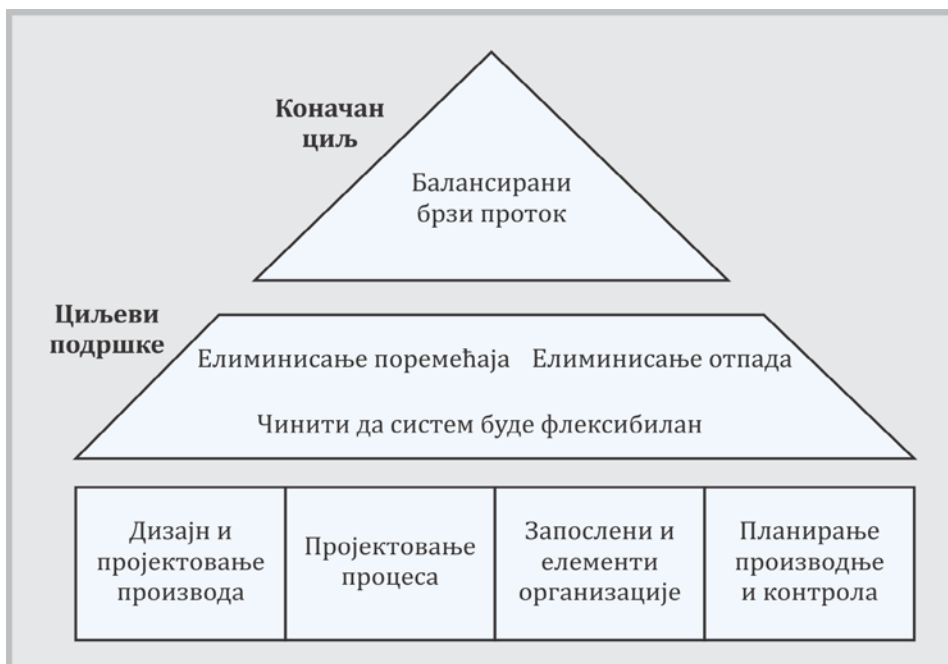 Коначан
циљ
Балансирани
брзи проток
Циљеви
подршке
Елиминисање поремећаја Елиминисање отпада
Чинити да систем буде флексибилан
Дизајн и
пројектовање
производа
Пројектовање
процеса
Запослени и
елементи
организације
Планирање
производње
и контрола